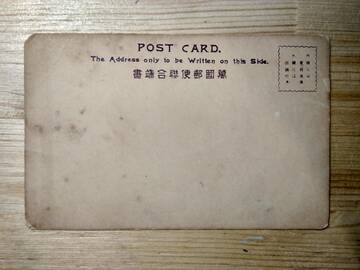 POST CARD.
The Address only to be Written on this Side.
書端合聯便郵國萬